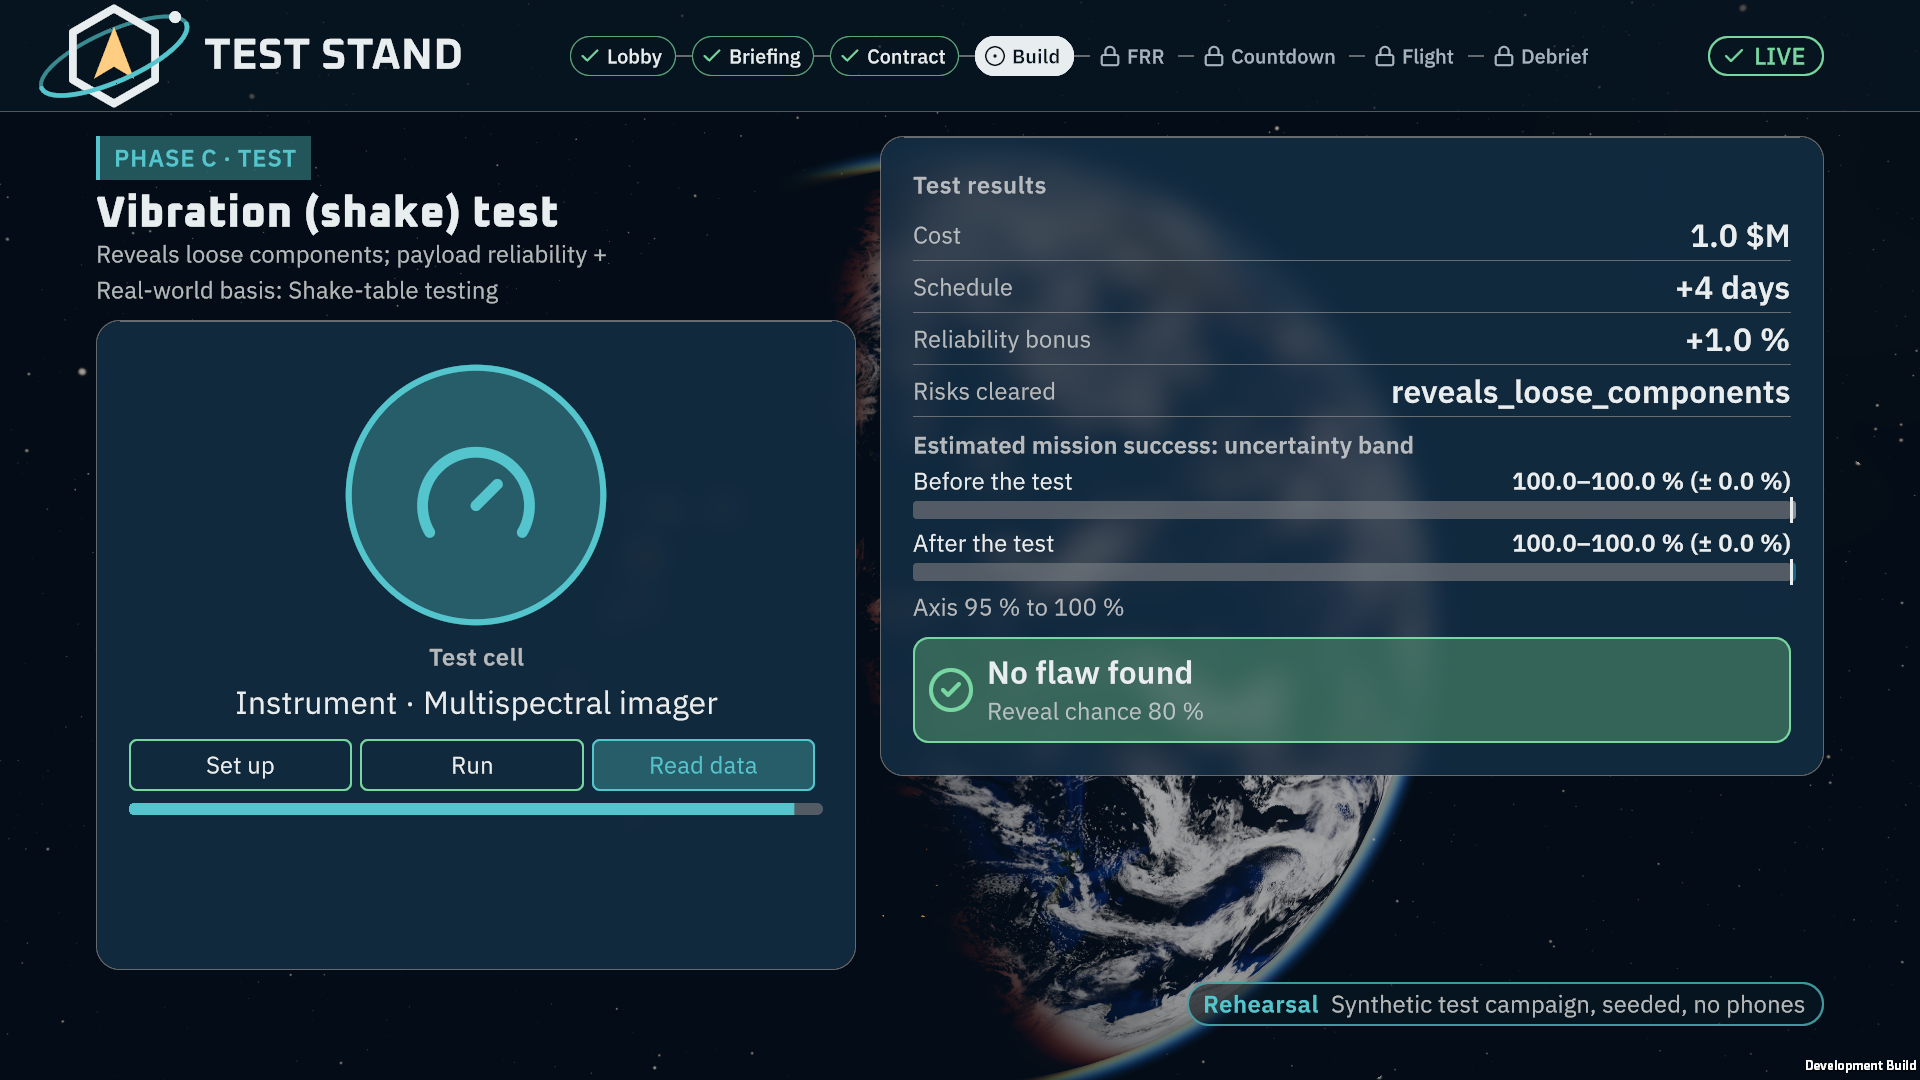 TEST STAND
Lobby
Briefing
Contract
Build
FRR
Countdown
Flight
Debrief
LIVE
PHASE C · TEST
Vibration (shake) test
Reveals loose components; payload reliability +
Real-world basis: Shake-table testing
Test cell
Instrument · Multispectral imager
Set up
Run
Read data
Test results
Cost 1.0 $M
Schedule +4 days
Reliability bonus +1.0 %
Risks cleared reveals_loose_components
Estimated mission success: uncertainty band
Before the test 100.0–100.0 % (± 0.0 %)
After the test 100.0–100.0 % (± 0.0 %)
Axis 95 % to 100 %
No flaw found
Reveal chance 80 %
Rehearsal Synthetic test campaign, seeded, no phones
Development Build